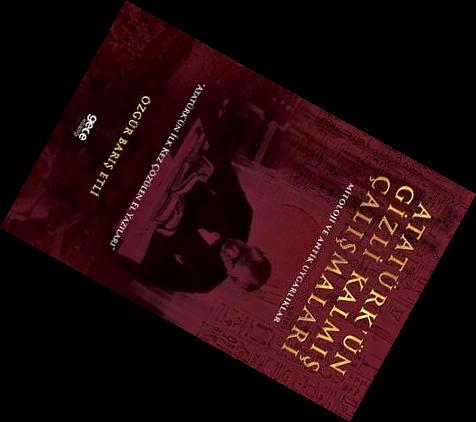 ATATÜRK'ÜN
GİZLİ KALMIŞ
ÇALIŞMALARI
MİTOLOJİ VE ANTİK UYGARLIKLAR
"ATATÜRK'ÜN İLK KEZ ÇÖZÜLEN EL YAZILARI"
ÖZGÜR BARIŞ ETLİ
gece